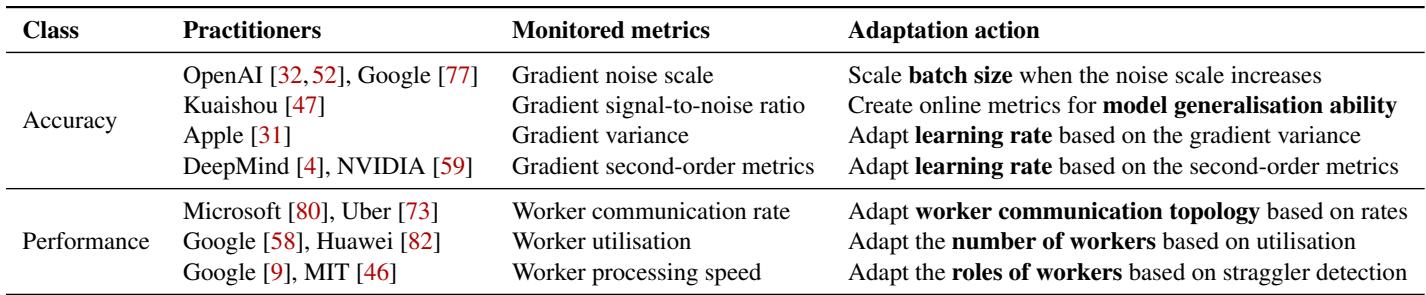 Class Practitioners Monitored metrics Adaptation action
OpenAI [32,52], Google [77] Gradient noise scale Scale batch size when the noise scale increases
Kuaishou [47] Gradient signal-to-noise ratio Create online metrics for model generalisation ability
Accuracy
Apple [31] Gradient variance Adapt learning rate based on the gradient variance
DeepMind [4], NVIDIA [59] Gradient second-order metrics Adapt learning rate based on the second-order metrics
Microsoft [80], Uber [73] Worker communication rate Adapt worker communication topology based on rates
Performance Google [58], Huawei [82] Worker utilisation Adapt the number of workers based on utilisation
Google [9], MIT [46] Worker processing speed Adapt the roles of workers based on straggler detection